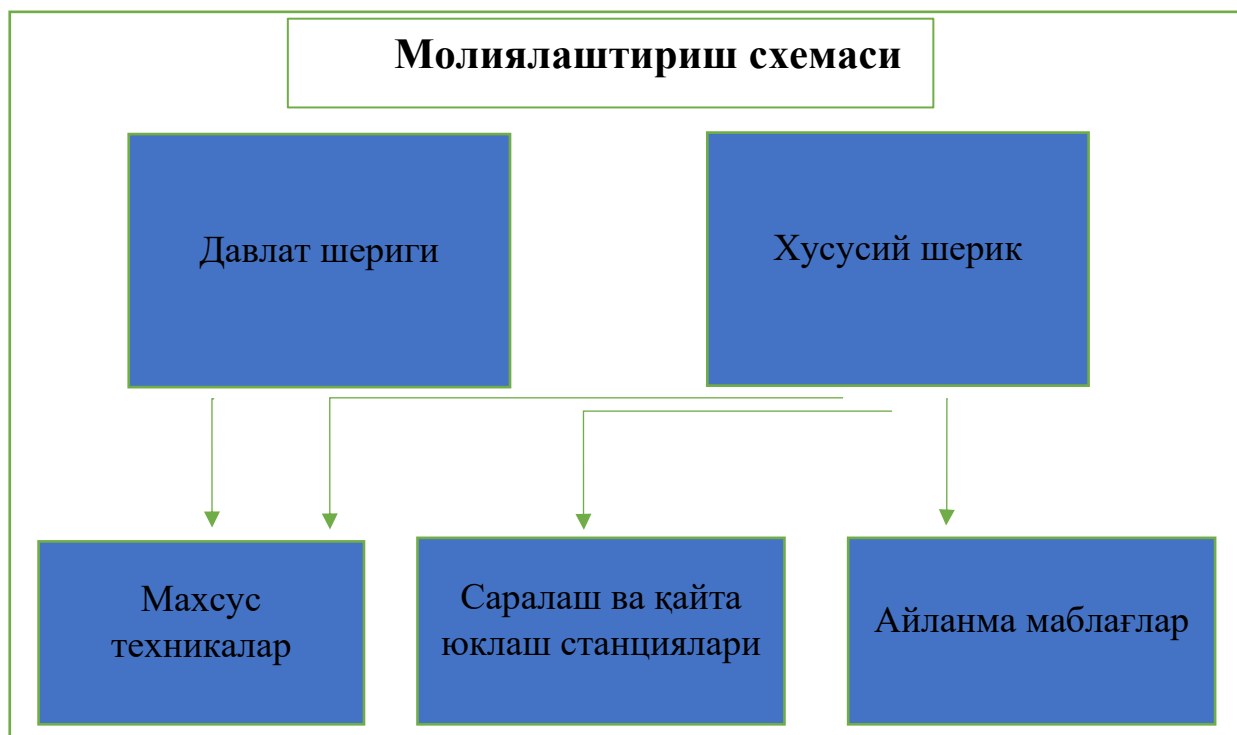 Молиялаштириш схемаси
Давлат шериги
Хусусий шерик
Махсус
техникалар
Саралаш ва қайта
юклаш станциялари
Айланма маблағлар